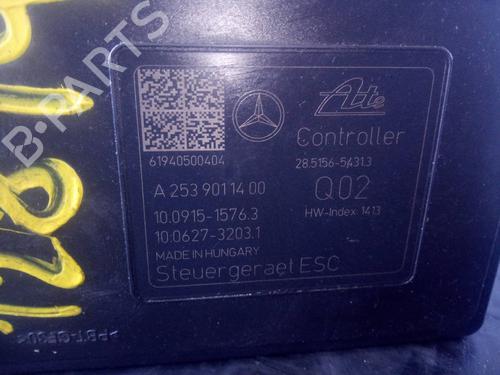 B-PARTS
Ate
Controller
61940500404
28.5156-5431.3
A 253 901 14 00
Q02
10.0915-1576.3
HW-Index 1413
10.0627-3203.1
MADE IN HUNGARY
Steuergeraet ESC